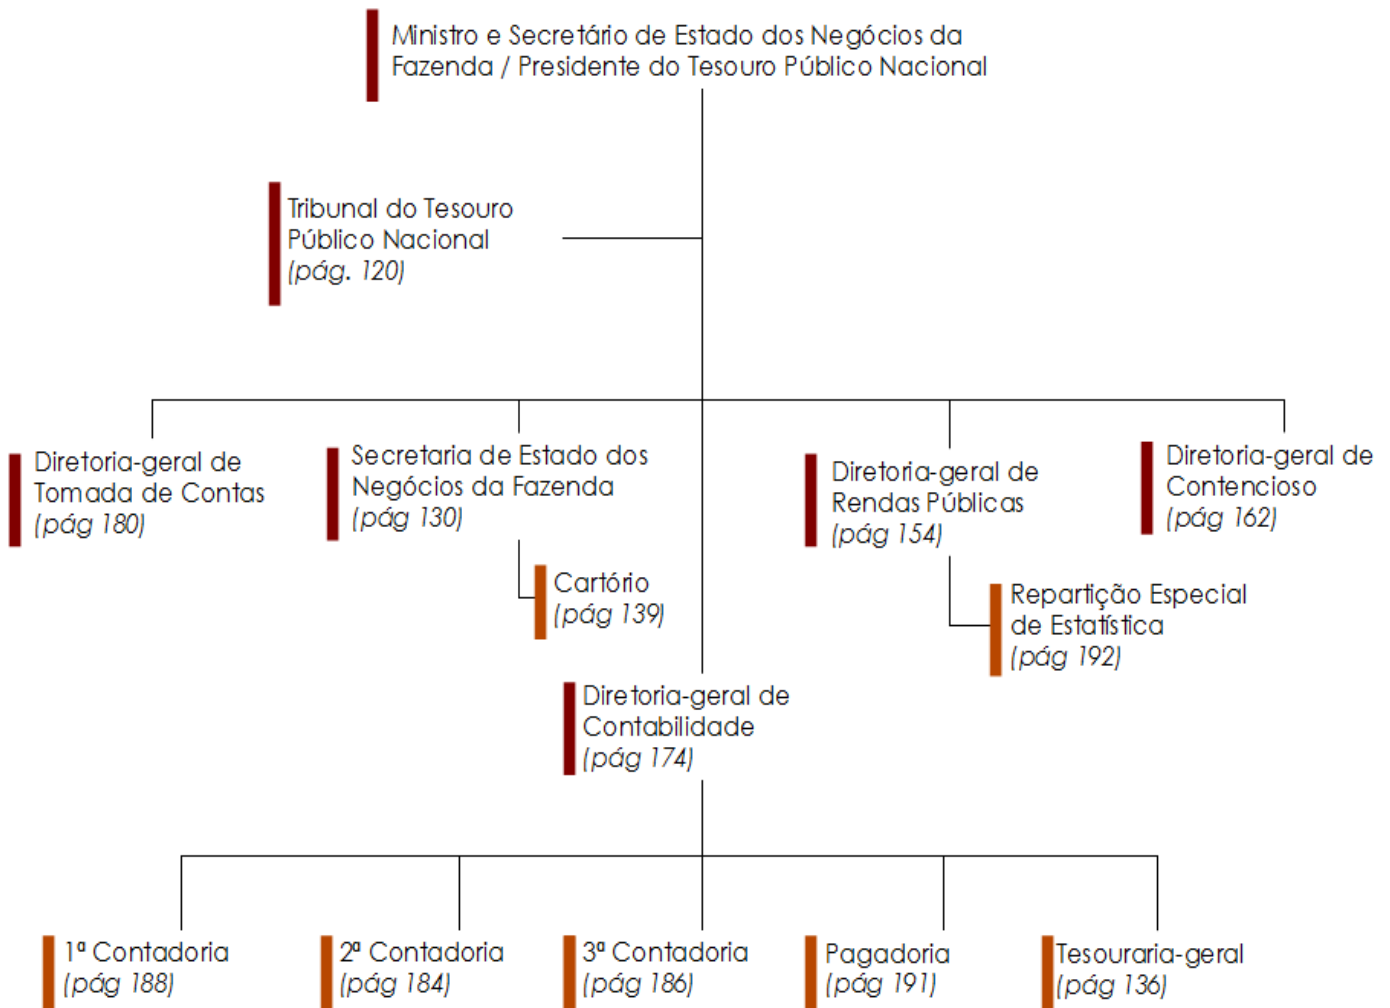 Ministro e Secretário de Estado dos Negócios da
Fazenda / Presidente do Tesouro Público Nacional
Tribunal do Tesouro
Público Nacional
(pág. 120)
Diretoria-geral de
Tomada de Contas
(pág 180)
Secretaria de Estado dos
Negócios da Fazenda
(pág 130)
Diretoria-geral de
Rendas Públicas
(pág 154)
Diretoria-geral de
Contencioso
(pág 162)
Cartório
(pág 139)
Repartição Especial
de Estatística
(pág 192)
Diretoria-geral de
Contabilidade
(pág 174)
1ª Contadoria
(pág 188)
2ª Contadoria
(pág 184)
3ª Contadoria
(pág 186)
Pagadoria
(pág 191)
Tesouraria-geral
(pág 136)